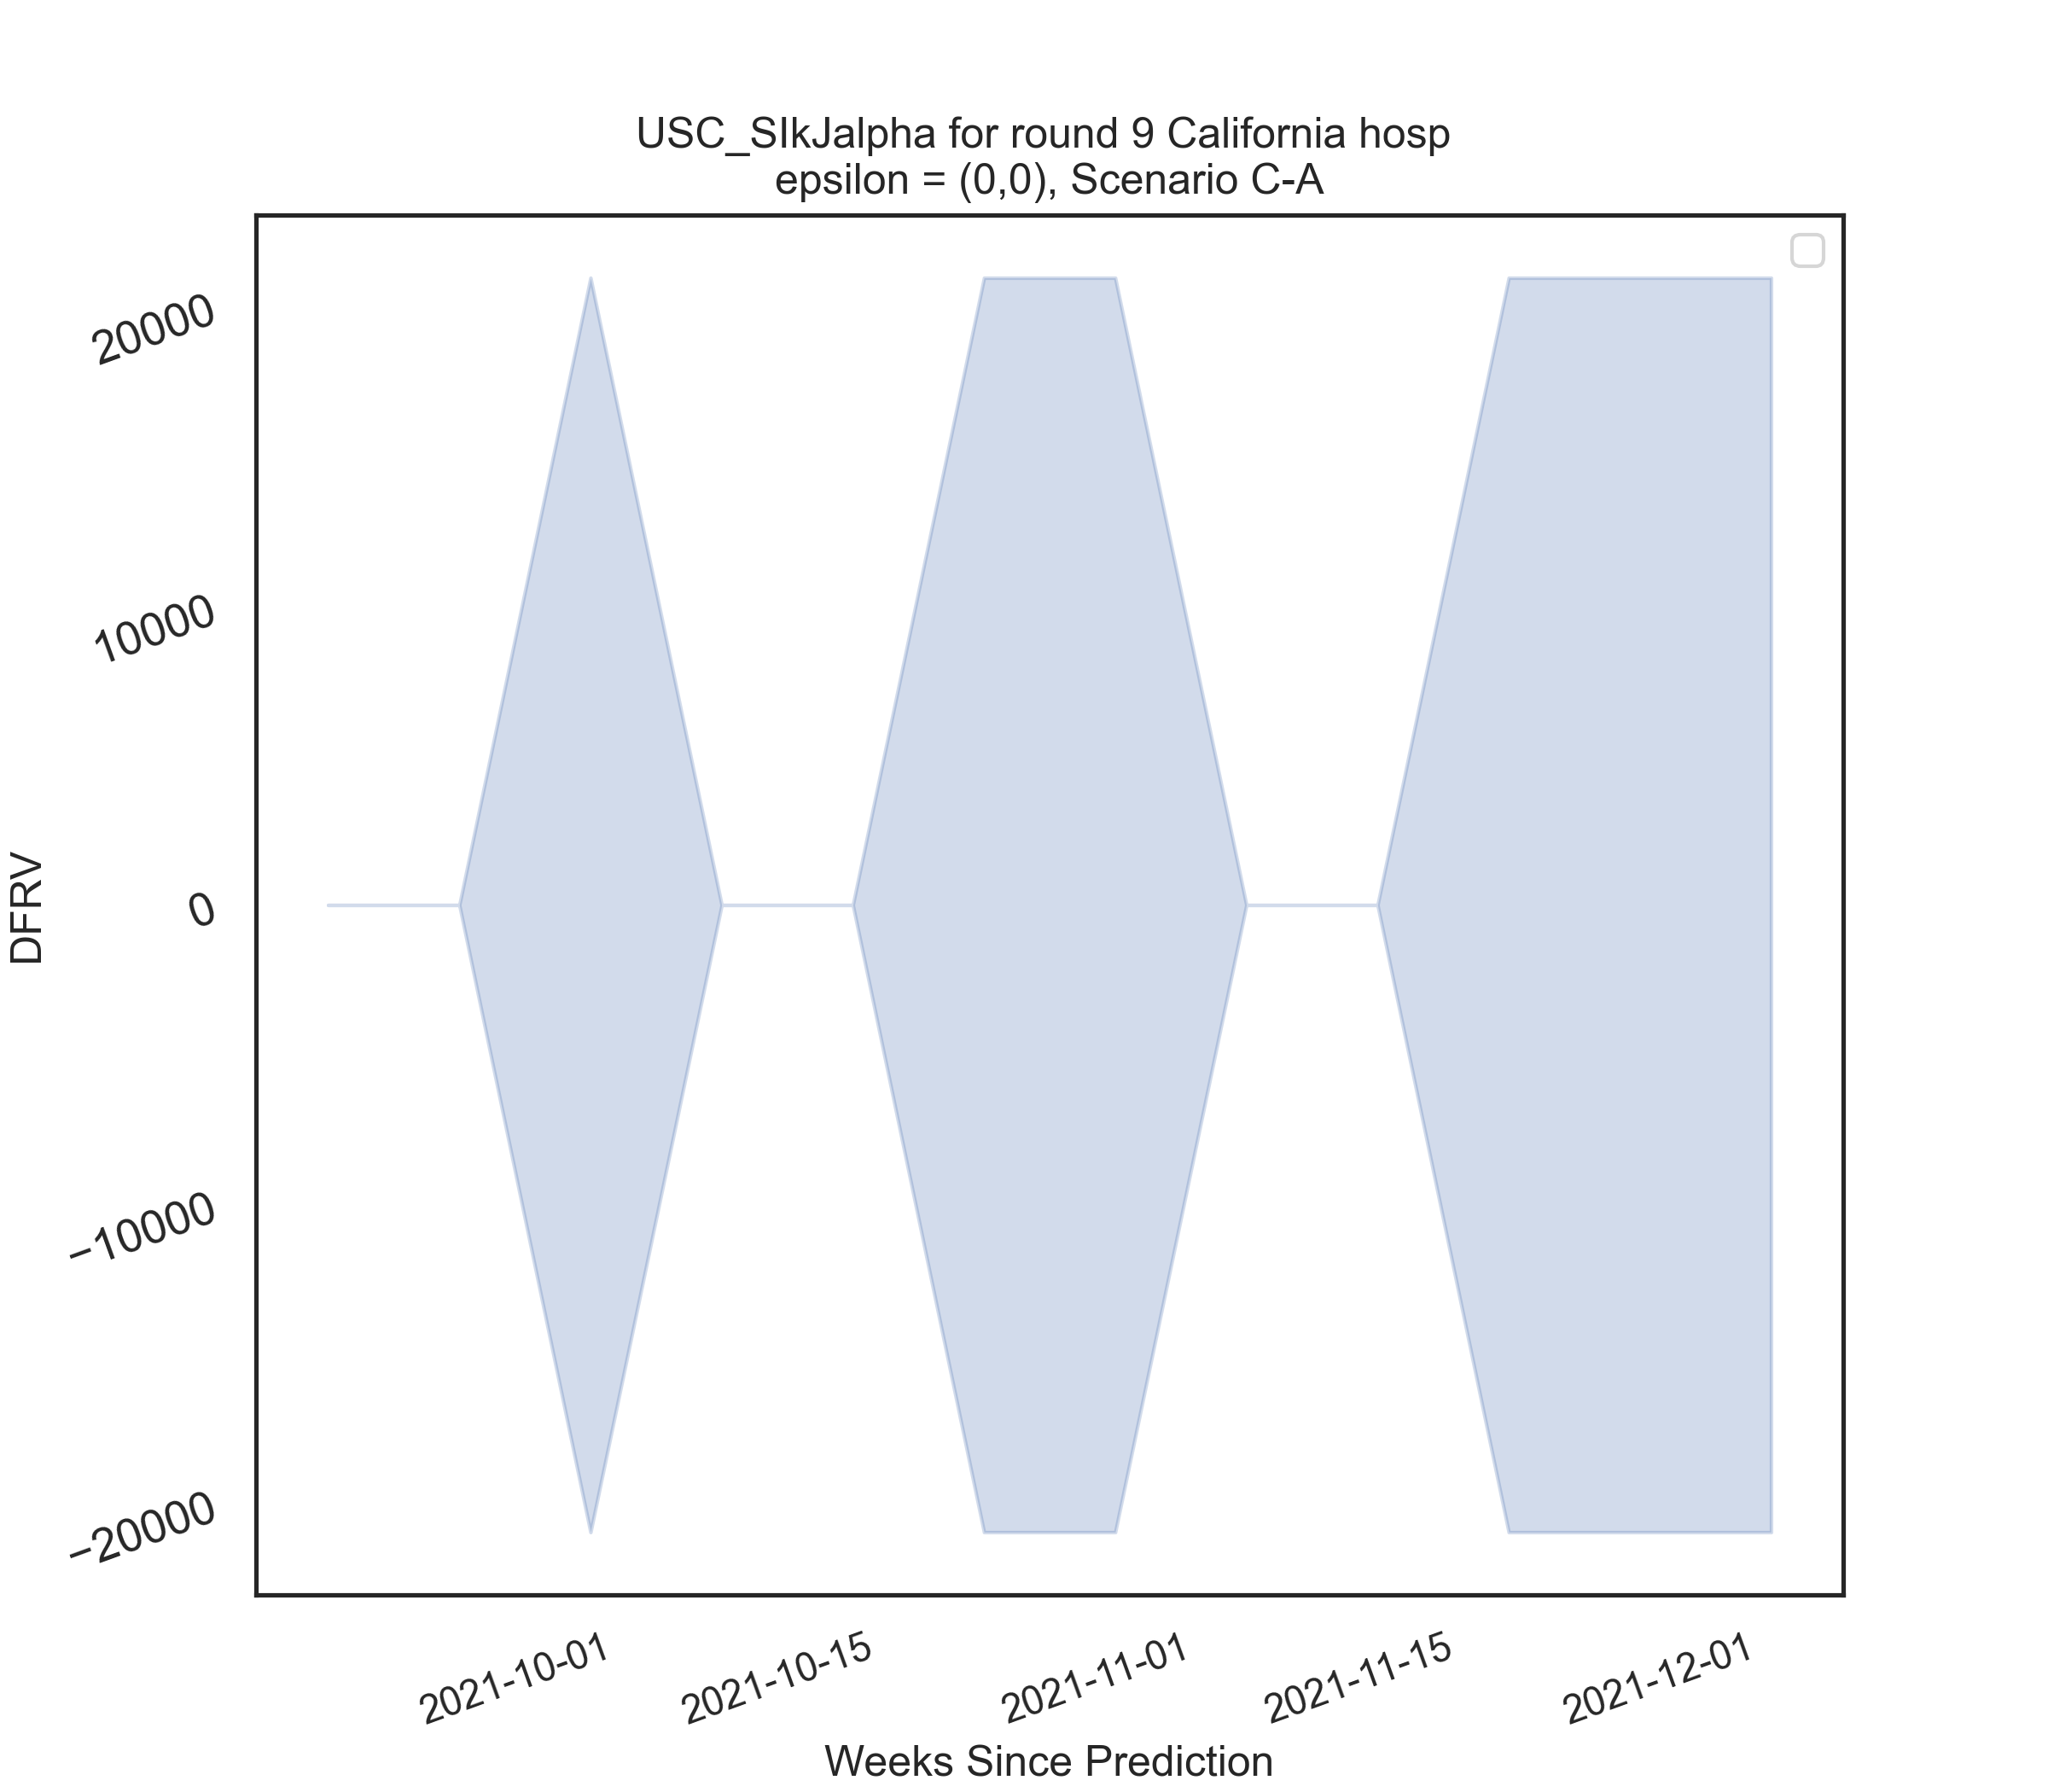 USC_SIkJalpha for round 9 California hosp
epsilon = (0,0), Scenario C-A
20000
10000
0
−10000
−20000
DFRV
2021-10-01
2021-10-15
2021-11-01
2021-11-15
2021-12-01
Weeks Since Prediction